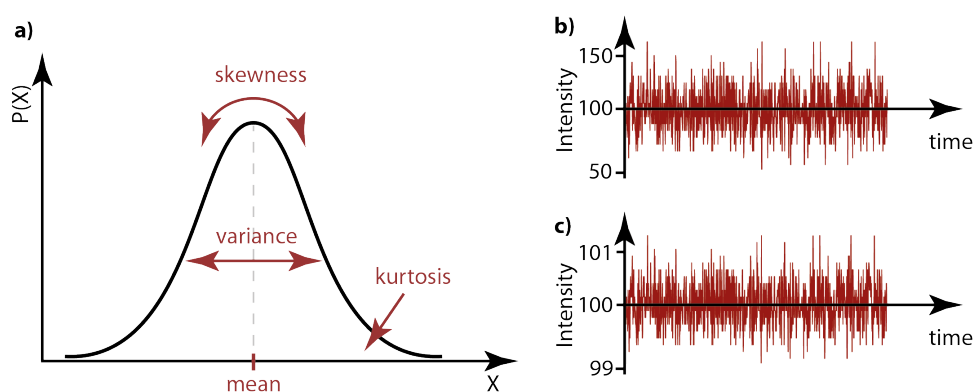 a)
P(X)
skewness
variance
kurtosis
mean
X
b)
Intensity
150
100
50
time
c)
Intensity
101
100
99
time